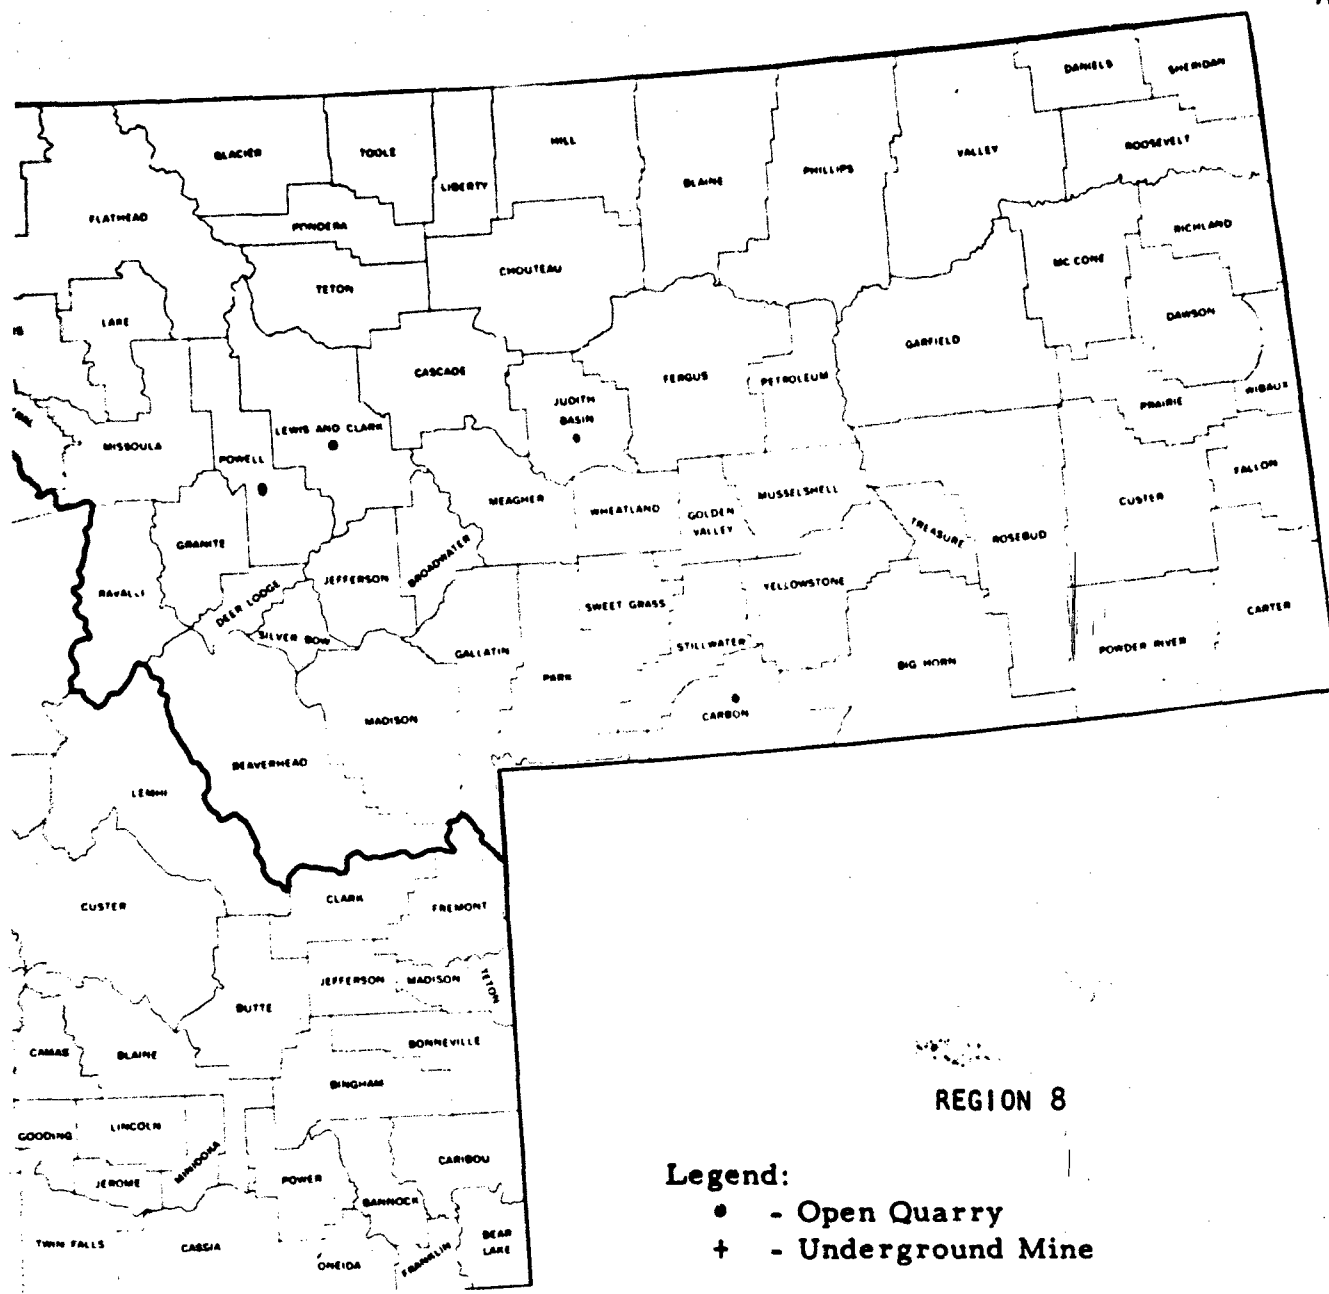 DANIELS
SHERIDAN
GLACIER
TOOLE
HILL
VALLEY
ROOSEVELT
LIBERTY
BLAINE
PHILLIPS
FLATHEAD
PONDERA
RICHLAND
CHOUTEAU
MC CONE
TETON
LAKE
DAWSON
GARFIELD
CASCADE
FERGUS
PETROLEUM
WIBAUX
JUDITH
BASIN
PRAIRIE
LEWIS AND CLARK
MISSOULA
POWELL
FALLON
MEAGHER
WHEATLAND
GOLDEN
VALLEY
MUSSELSHELL
CUSTER
TREASURE
ROSEBUD
GRANITE
BROADWATER
JEFFERSON
RAVALLI
DEER LODGE
SILVER BOW
SWEET GRASS
YELLOWSTONE
CARTER
GALLATIN
STILLWATER
POWDER RIVER
PARK
BIG HORN
MADISON
CARBON
BEAVERHEAD
LEMHI
CUSTER
CLARK
FREMONT
JEFFERSON
MADISON
TETON
BUTTE
CAMAS
BLAINE
BONNEVILLE
BINGHAM
REGION 8
GOODING
LINCOLN
MINIDOKA
CARIBOU
JEROME
POWER
BANNOCK
TWIN FALLS
CASSIA
ONEIDA
FRANKLIN
BEAR
LAKE
Legend:
● - Open Quarry
+ - Underground Mine